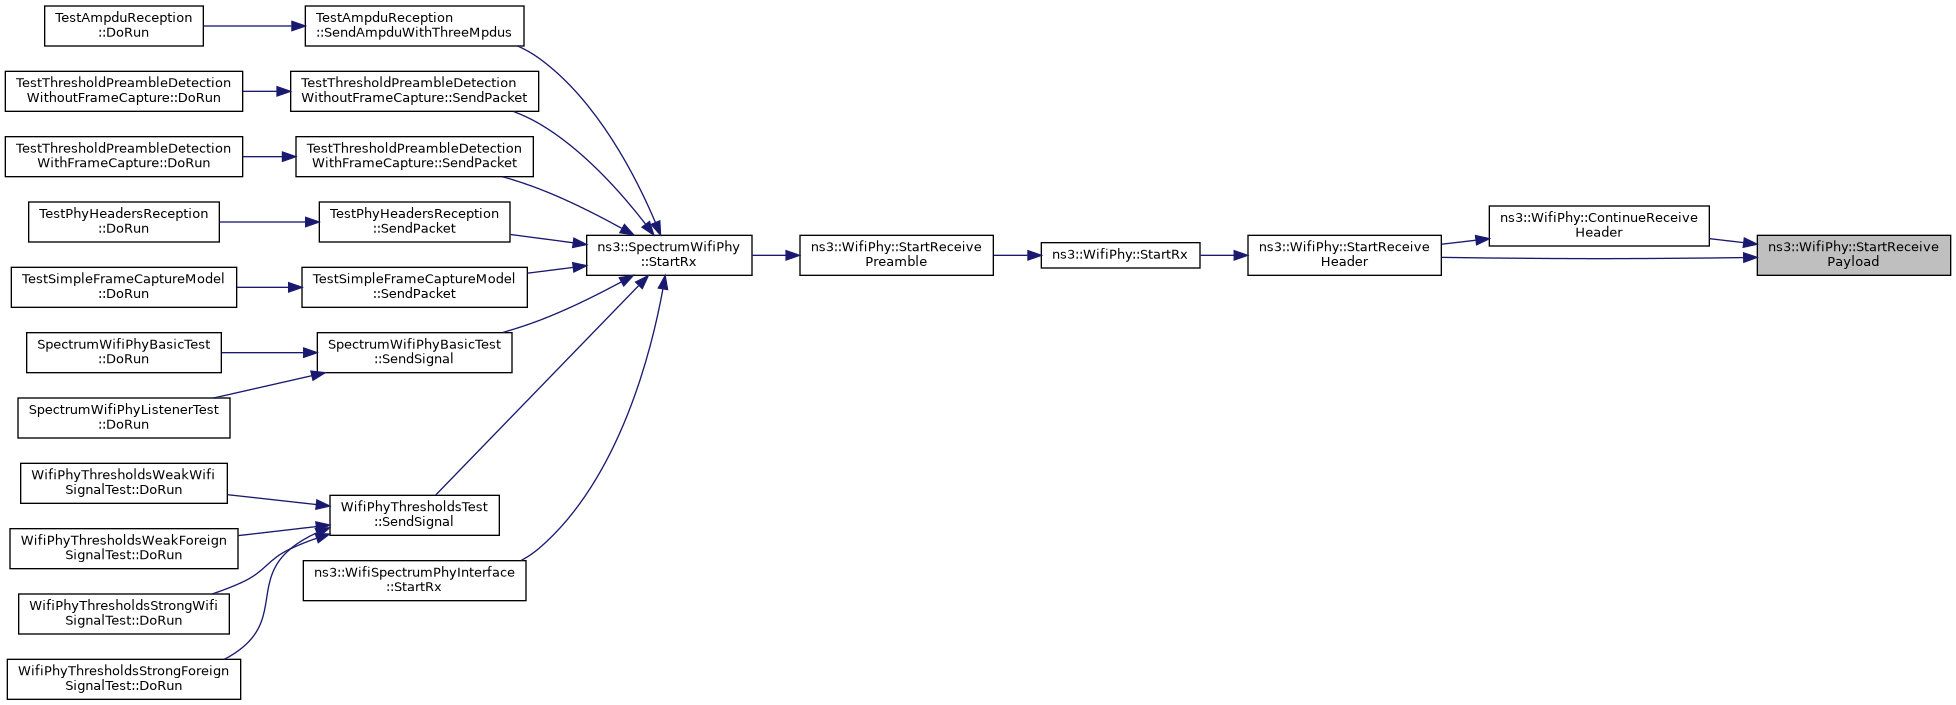 TestAmpduReception
::DoRun
TestAmpduReception
::SendAmpduWithThreeMpdus
TestThresholdPreambleDetection
WithoutFrameCapture::DoRun
TestThresholdPreambleDetection
WithoutFrameCapture::SendPacket
TestThresholdPreambleDetection
WithFrameCapture::DoRun
TestThresholdPreambleDetection
WithFrameCapture::SendPacket
TestPhyHeadersReception
::DoRun
TestPhyHeadersReception
::SendPacket
TestSimpleFrameCaptureModel
::DoRun
TestSimpleFrameCaptureModel
::SendPacket
SpectrumWifiPhyBasicTest
::DoRun
SpectrumWifiPhyBasicTest
::SendSignal
SpectrumWifiPhyListenerTest
::DoRun
WifiPhyThresholdsWeakWifi
SignalTest::DoRun
WifiPhyThresholdsTest
::SendSignal
WifiPhyThresholdsWeakForeign
SignalTest::DoRun
ns3::WifiSpectrumPhyInterface
::StartRx
WifiPhyThresholdsStrongWifi
SignalTest::DoRun
WifiPhyThresholdsStrongForeign
SignalTest::DoRun
ns3::SpectrumWifiPhy
::StartRx
ns3::WifiPhy::StartReceive
Preamble
ns3::WifiPhy::StartRx
ns3::WifiPhy::StartReceive
Header
ns3::WifiPhy::ContinueReceive
Header
ns3::WifiPhy::StartReceive
Payload